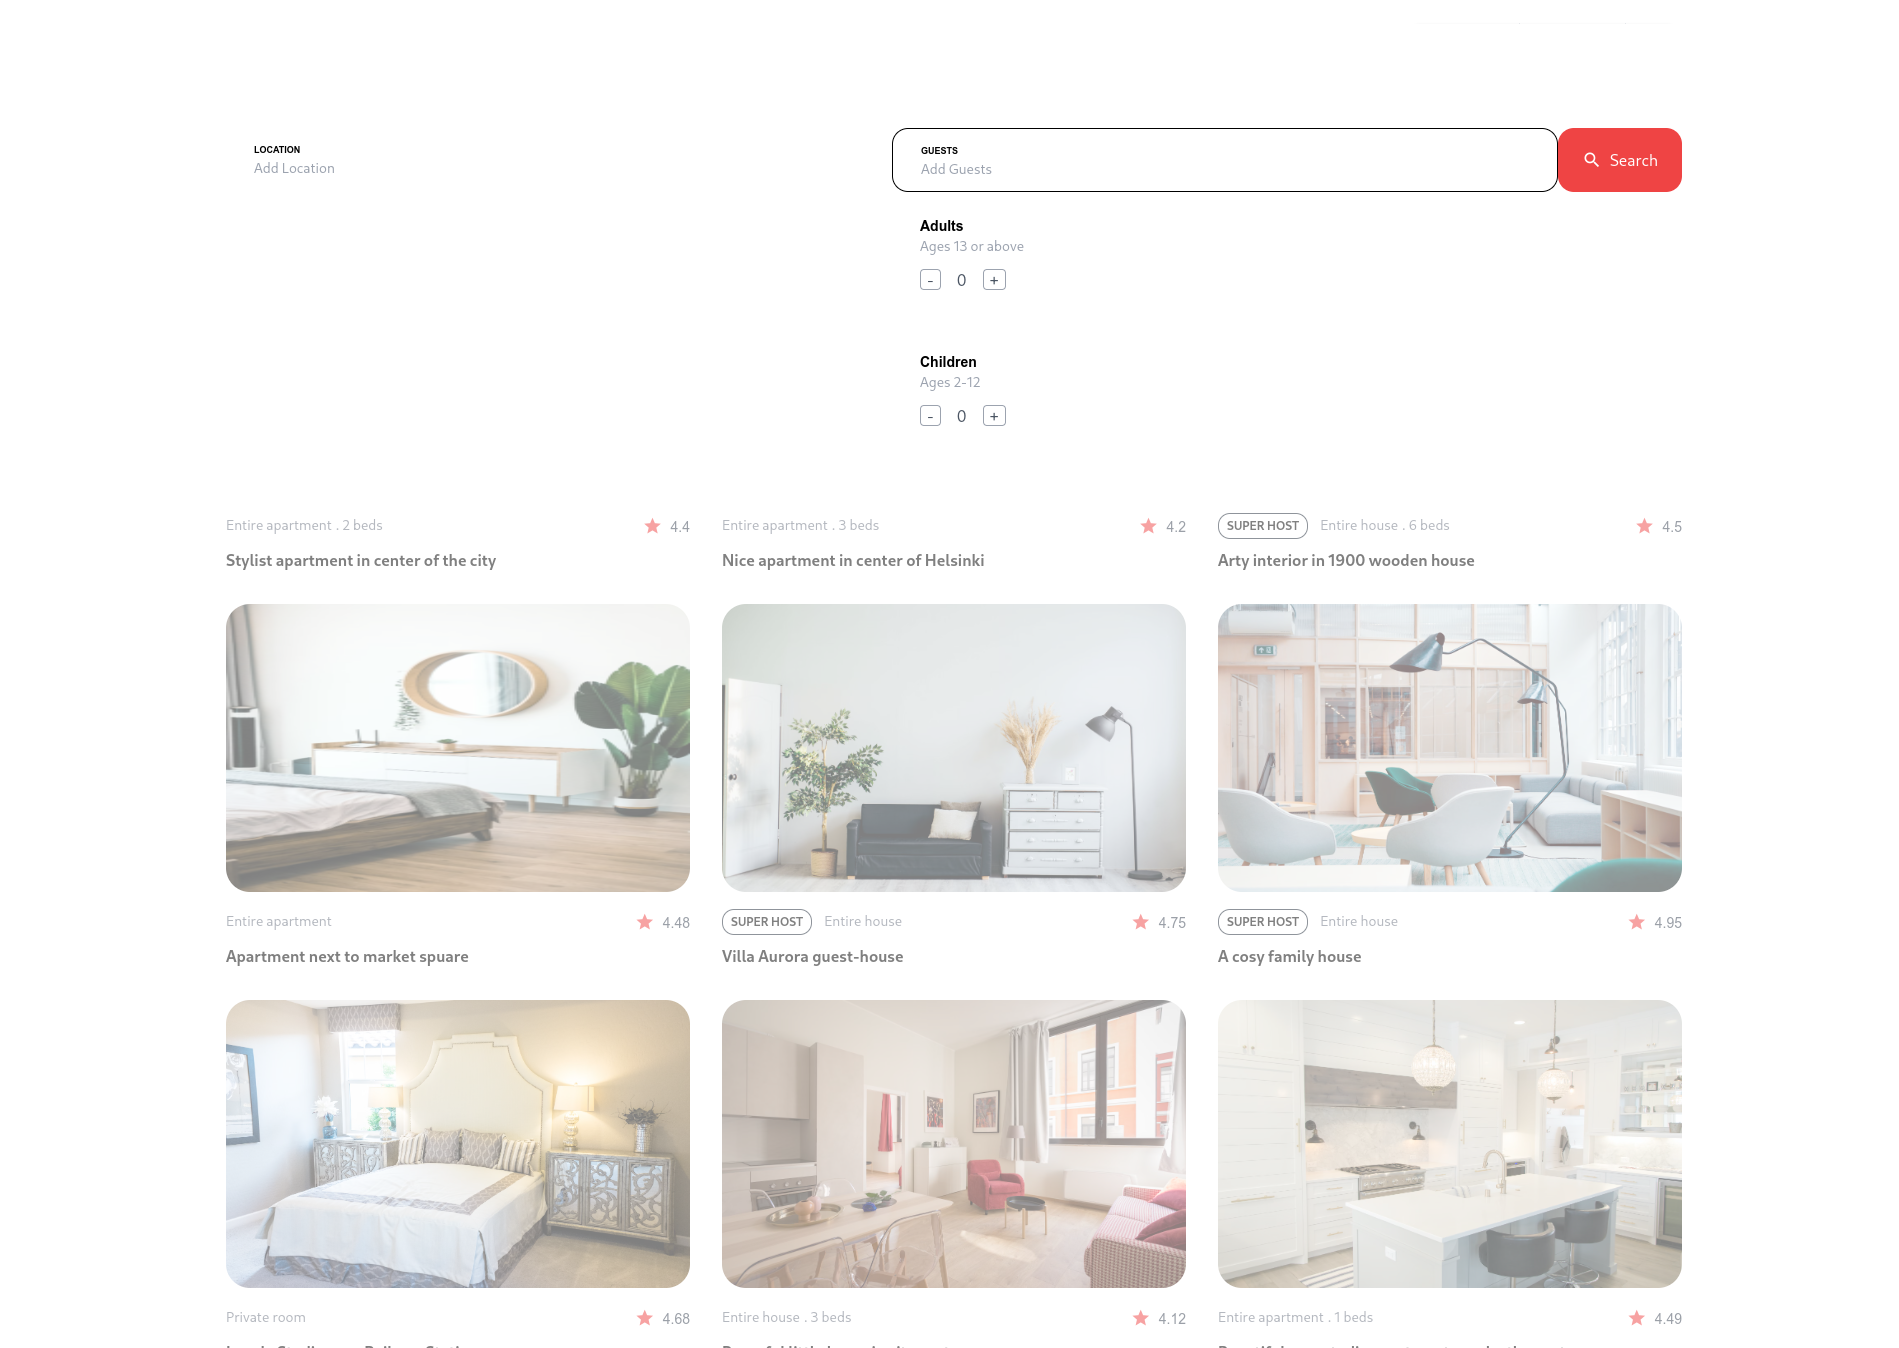 LOCATION
Add Location
GUESTS
Add Guests
Search
Adults
Ages 13 or above
- 0 +
Children
Ages 2-12
- 0 +
Entire apartment . 2 beds
4.4
Stylist apartment in center of the city
Entire apartment . 3 beds
4.2
Nice apartment in center of Helsinki
SUPER HOST
Entire house . 6 beds
4.5
Arty interior in 1900 wooden house
Entire apartment
4.48
Apartment next to market spuare
SUPER HOST
Entire house
4.75
Villa Aurora guest-house
SUPER HOST
Entire house
4.95
A cosy family house
Private room
4.68
Entire house . 3 beds
4.12
Entire apartment . 1 beds
4.49